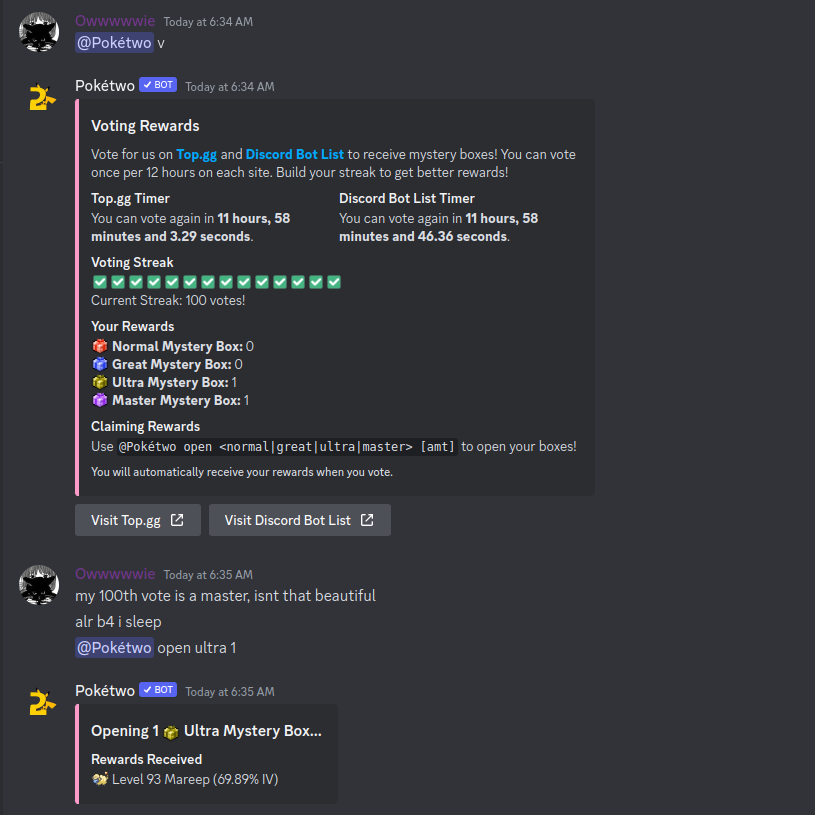 Owwwwwie Today at 6:34 AM
@Pokétwo v
Pokétwo BOT Today at 6:34 AM
Voting Rewards
Vote for us on Top.gg and Discord Bot List to receive mystery boxes! You can vote
once per 12 hours on each site. Build your streak to get better rewards!
Top.gg Timer
You can vote again in 11 hours, 58
minutes and 3.29 seconds.
Discord Bot List Timer
You can vote again in 11 hours, 58
minutes and 46.36 seconds.
Voting Streak
Current Streak: 100 votes!
Your Rewards
Normal Mystery Box: 0
Great Mystery Box: 0
Ultra Mystery Box: 1
Master Mystery Box: 1
Claiming Rewards
Use @Pokétwo open <normal|great|ultra|master> [amt] to open your boxes!
You will automatically receive your rewards when you vote.
Visit Top.gg
Visit Discord Bot List
Owwwwwie Today at 6:35 AM
my 100th vote is a master, isnt that beautiful
alr b4 i sleep
@Pokétwo open ultra 1
Pokétwo BOT Today at 6:35 AM
Opening 1 Ultra Mystery Box...
Rewards Received
Level 93 Mareep (69.89% IV)